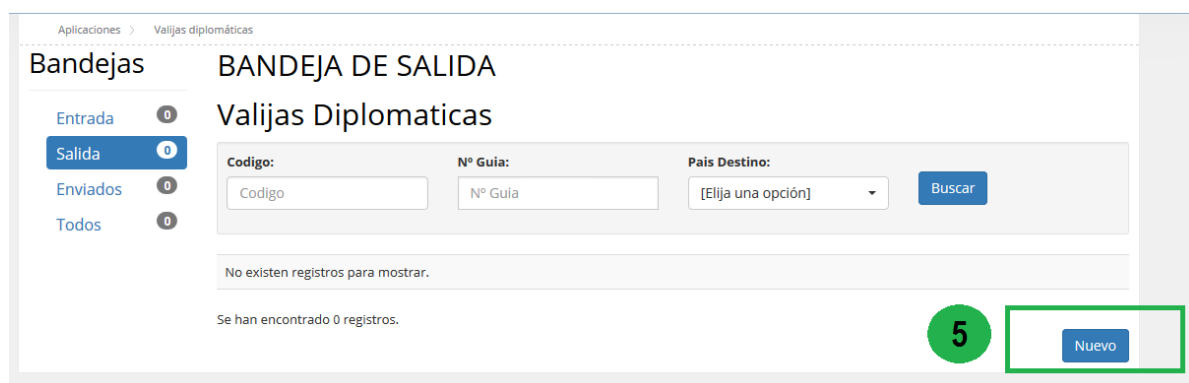 Aplicaciones > Valijas diplomáticas
Bandejas
Entrada 0
Salida 0
Enviados 0
Todos 0
BANDEJA DE SALIDA
Valijas Diplomaticas
Codigo: Nº Guia: Pais Destino:
Codigo Nº Guia [Elija una opción] Buscar
No existen registros para mostrar.
Se han encontrado 0 registros.
5
Nuevo